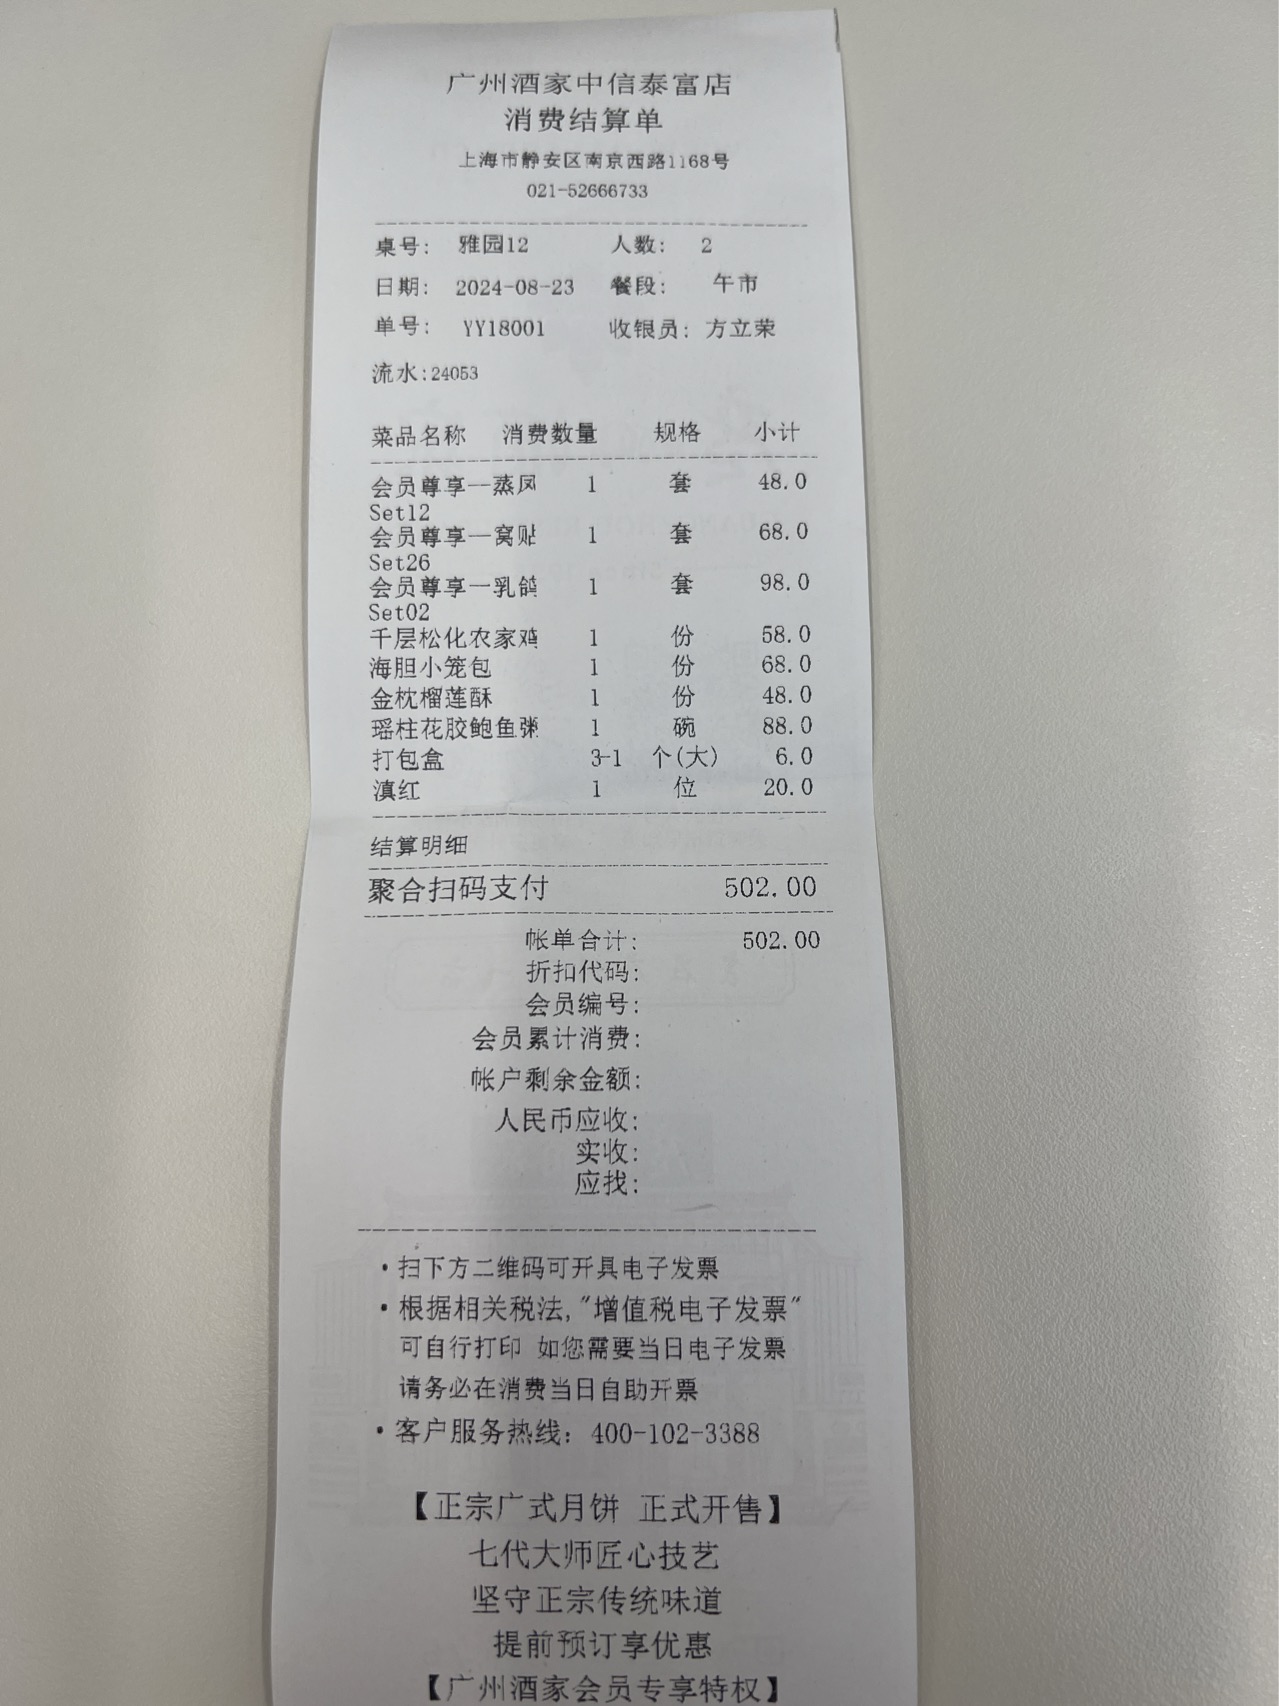 广州酒家中信泰富店
消费结算单
上海市静安区南京西路1168号
021-52666733
桌号: 雅园12 人数: 2
日期: 2024-08-23 餐段: 午市
单号: YY18001 收银员: 方立荣
流水:24053
菜品名称 消费数量 规格 小计
会员尊享一蒸凤 1 套 48.0
Set12
会员尊享一窝贴 1 套 68.0
Set26
会员尊享一乳鸽 1 套 98.0
Set02
千层松化农家鸡 1 份 58.0
海胆小笼包 1 份 68.0
金枕榴莲酥 1 份 48.0
瑶柱花胶鲍鱼粥 1 碗 88.0
打包盒 3-1 个(大) 6.0
滇红 1 位 20.0
结算明细
聚合扫码支付 502.00
帐单合计: 502.00
折扣代码:
会员编号:
会员累计消费:
帐户剩余金额:
人民币应收:
实收:
应找:
·扫下方二维码可开具电子发票
·根据相关税法,"增值税电子发票"
可自行打印 如您需要当日电子发票
请务必在消费当日自助开票
·客户服务热线: 400-102-3388
【正宗广式月饼 正式开售】
七代大师匠心技艺
坚守正宗传统味道
提前预订享优惠
【广州酒家会员专享特权】